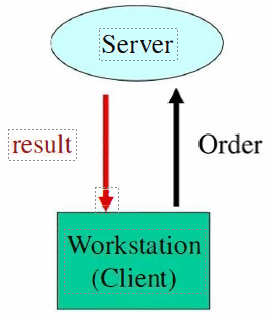 Server
result
Order
Workstation
(Client)